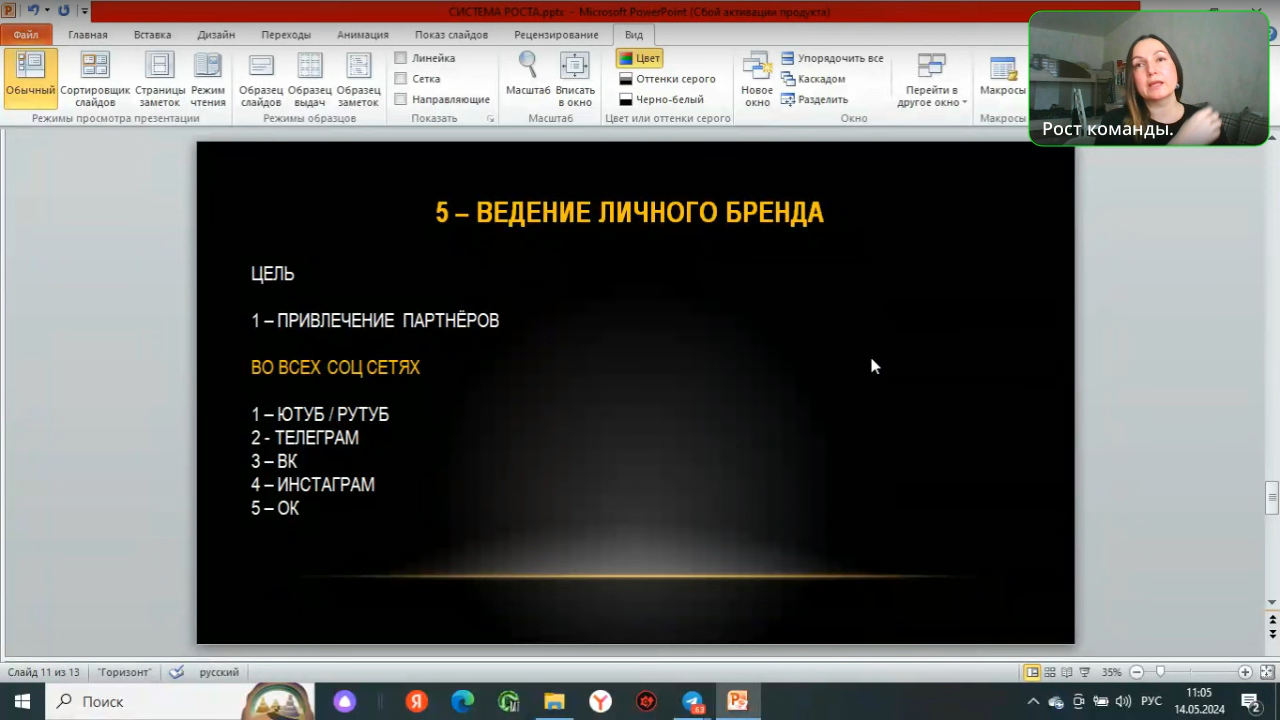 СИСТЕМА РОСТА.pptx - Microsoft PowerPoint (Сбой активации продукта)
Файл Главная Вставка Дизайн Переходы Анимация Показ слайдов Рецензирование Вид
Обычный
Сортировщик слайдов
Страницы заметок
Режим чтения
Режимы просмотра презентации
Образец слайдов
Образец выдач
Образец заметок
Режимы образцов
Линейка
Сетка
Направляющие
Показать
Масштаб
Вписать в окно
Масштаб
Цвет
Оттенки серого
Черно-белый
Цвет или оттенки серого
Новое окно
Упорядочить все
Каскадом
Разделить
Перейти в другое окно
Окно
Макросы
Макросы
Рост команды.
5 – ВЕДЕНИЕ ЛИЧНОГО БРЕНДА
ЦЕЛЬ
1 – ПРИВЛЕЧЕНИЕ ПАРТНЁРОВ
ВО ВСЕХ СОЦ СЕТЯХ
1 – ЮТУБ / РУТУБ
2 - ТЕЛЕГРАМ
3 – ВК
4 – ИНСТАГРАМ
5 – ОК
Слайд 11 из 13 "Горизонт" русский 35%
Поиск
63
РУС
11:05
14.05.2024
2